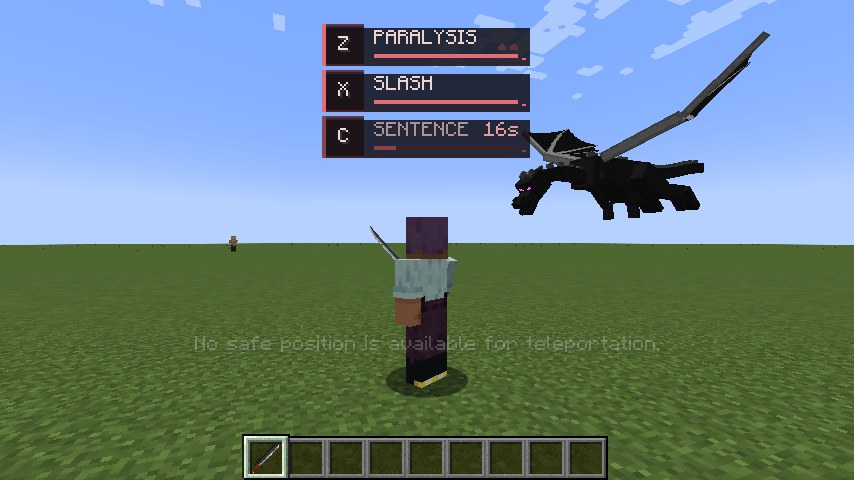 Z PARALYSIS
X SLASH
C SENTENCE 16s
No safe position is available for teleportation.